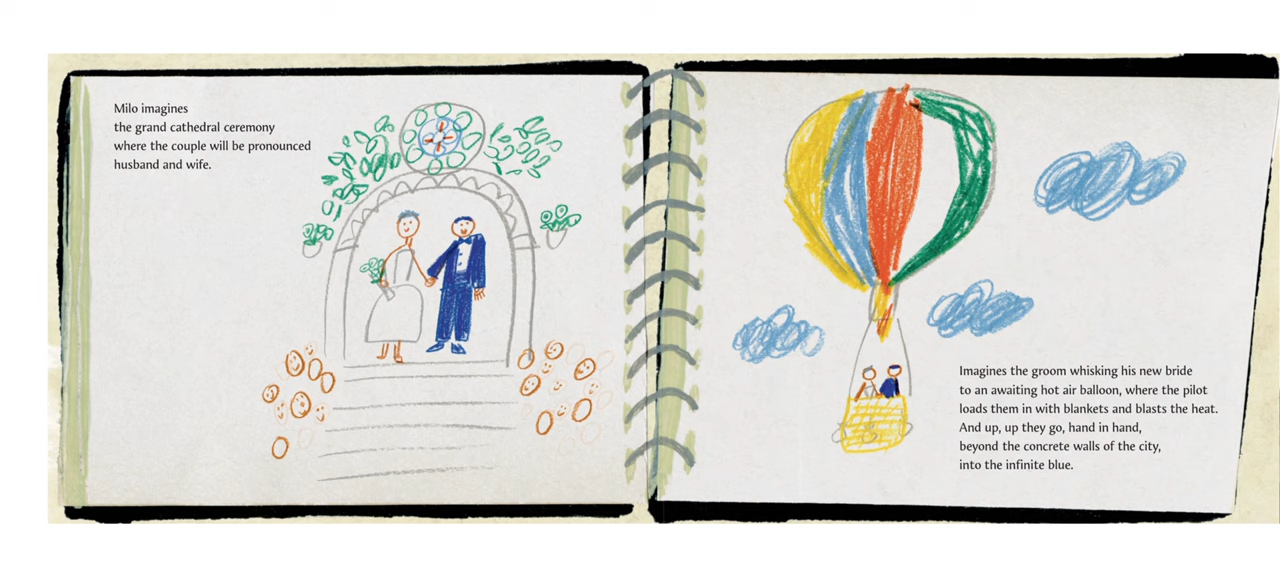 Milo imagines
the grand cathedral ceremony
where the couple will be pronounced
husband and wife.
Imagines the groom whisking his new bride
to an awaiting hot air balloon, where the pilot
loads them in with blankets and blasts the heat.
And up, up they go, hand in hand,
beyond the concrete walls of the city,
into the infinite blue.